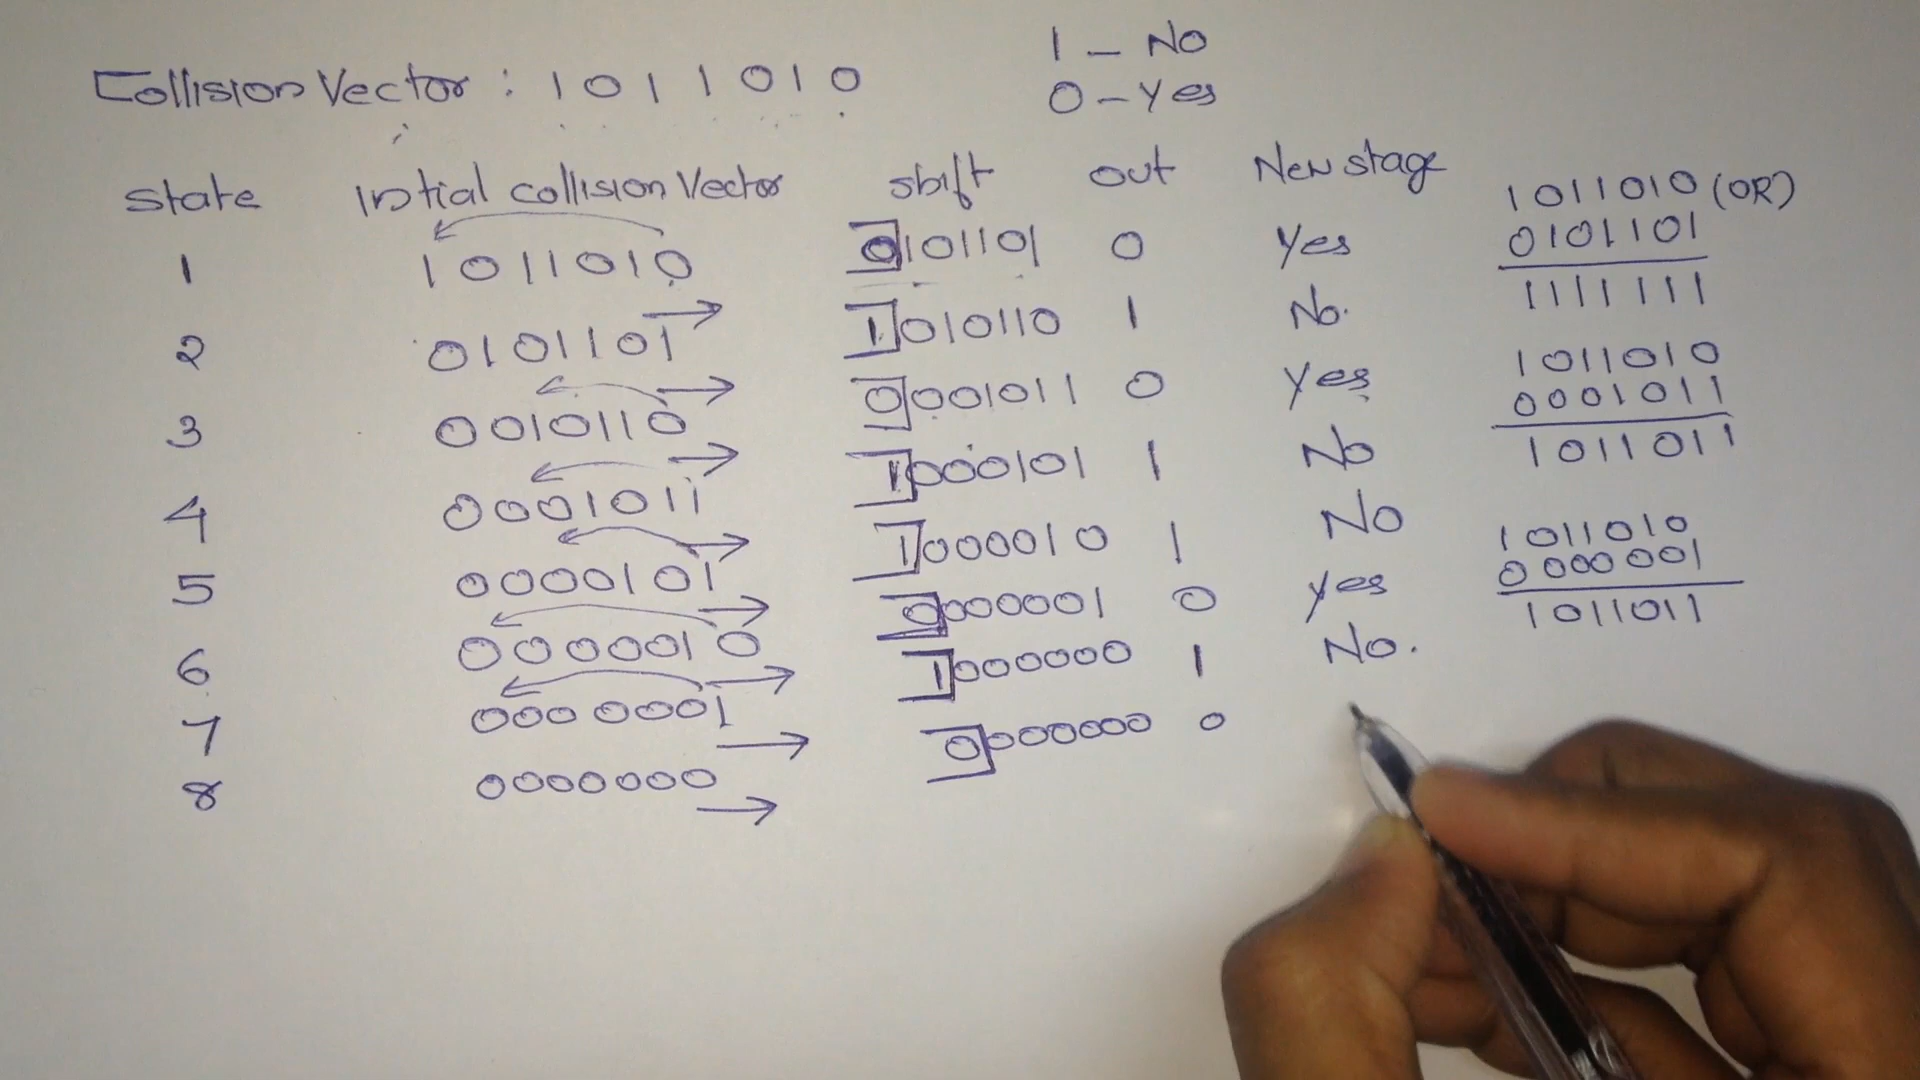 Collision Vector : 1 0 1 1 0 1 0
1 - No
0 - Yes
State Initial collision Vector shift out New stage
1 1011010 0101101 0 Yes
2 0101101 1010110 1 No.
3 0010110 0001011 0 Yes
4 0001011 1000101 1 No
5 0000101 1000010 1 No
6 0000010 0000001 0 Yes
7 0000001 1000000 1 No.
8 0000000 0000000 0
1011010 (OR)
0101101
1111111
1011010
0001011
1011011
1011010
0000001
1011011